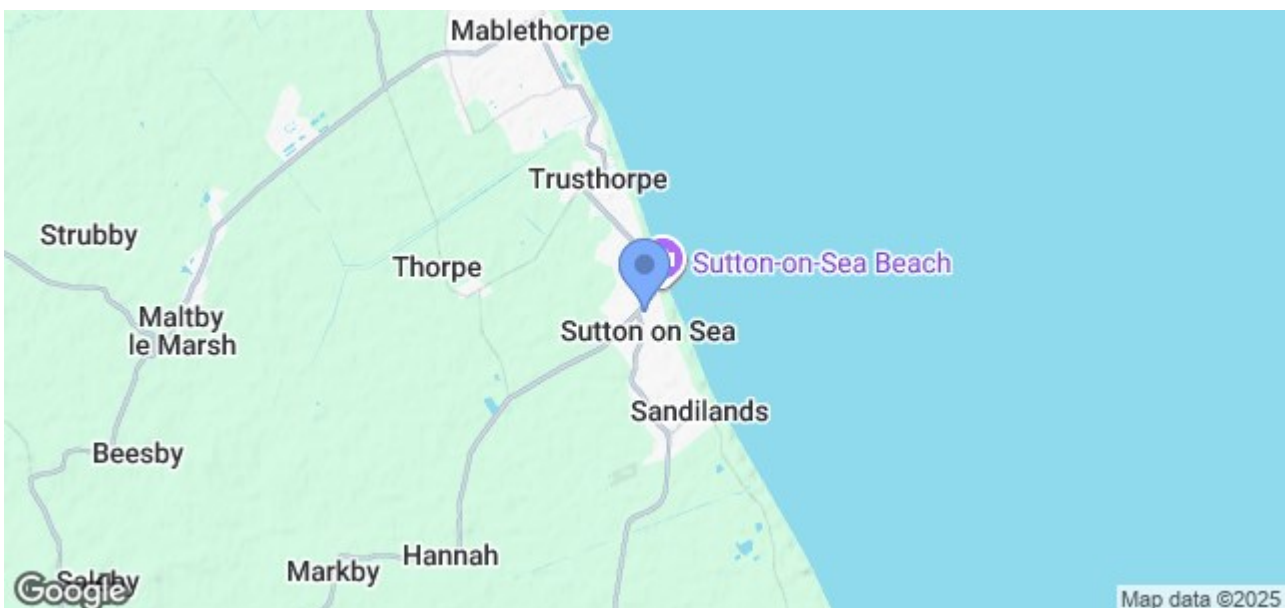 Mablethorpe
Trusthorpe
Strubby
Sutton-on-Sea Beach
Thorpe
Maltby
le Marsh
Sutton on Sea
Sandilands
Beesby
Hannah
Markby
Google
Map data ©2025